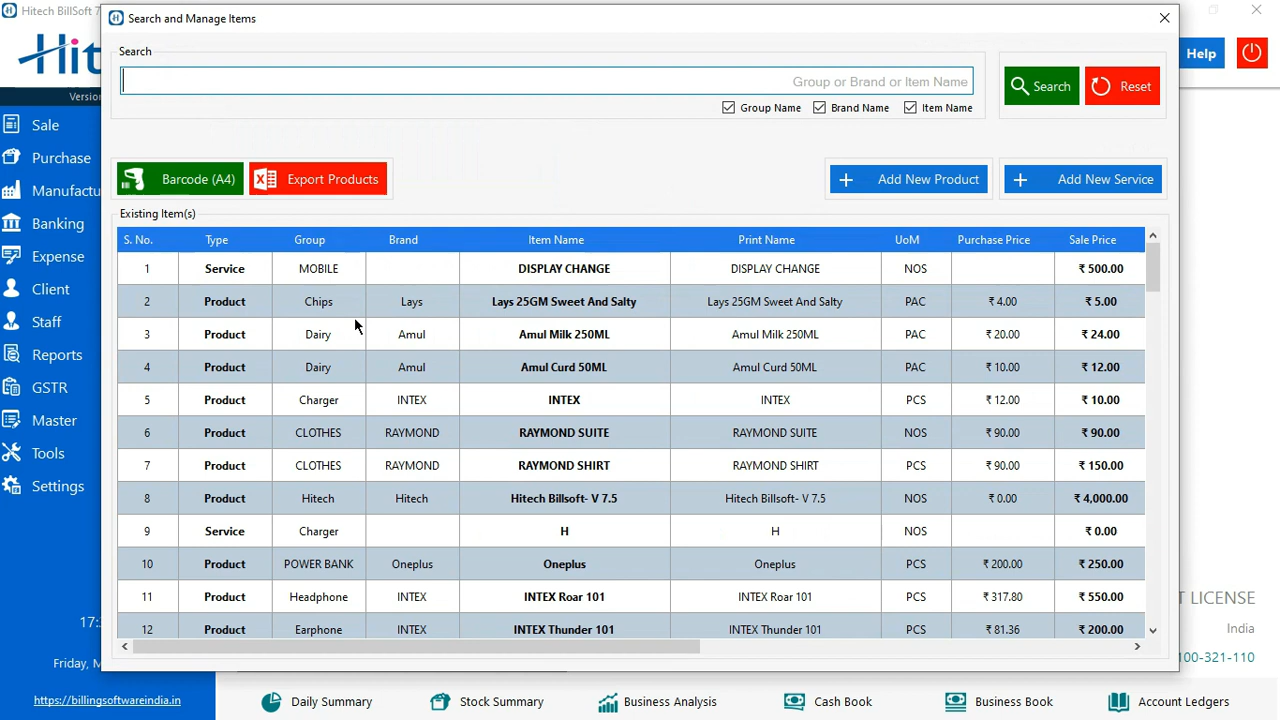 Hitech BillSoft 7
Search and Manage Items
Hit
Version
Help
Search
Group or Brand or Item Name
Group Name Brand Name Item Name
Search Reset
Sale
Purchase
Manufactu
Banking
Expense
Client
Staff
Reports
GSTR
Master
Tools
Settings
Barcode (A4) Export Products Add New Product Add New Service
Existing Item(s)
S. No. Type Group Brand Item Name Print Name UoM Purchase Price Sale Price
1 Service MOBILE DISPLAY CHANGE DISPLAY CHANGE NOS ₹ 500.00
2 Product Chips Lays Lays 25GM Sweet And Salty Lays 25GM Sweet And Salty PAC ₹ 4.00 ₹ 5.00
3 Product Dairy Amul Amul Milk 250ML Amul Milk 250ML PAC ₹ 20.00 ₹ 24.00
4 Product Dairy Amul Amul Curd 50ML Amul Curd 50ML PAC ₹ 10.00 ₹ 12.00
5 Product Charger INTEX INTEX INTEX PCS ₹ 12.00 ₹ 10.00
6 Product CLOTHES RAYMOND RAYMOND SUITE RAYMOND SUITE NOS ₹ 90.00 ₹ 90.00
7 Product CLOTHES RAYMOND RAYMOND SHIRT RAYMOND SHIRT PCS ₹ 90.00 ₹ 150.00
8 Product Hitech Hitech Hitech Billsoft- V 7.5 Hitech Billsoft- V 7.5 NOS ₹ 0.00 ₹ 4,000.00
9 Service Charger H H NOS ₹ 0.00
10 Product POWER BANK Oneplus Oneplus Oneplus PCS ₹ 200.00 ₹ 250.00
11 Product Headphone INTEX INTEX Roar 101 INTEX Roar 101 PCS ₹ 317.80 ₹ 550.00
12 Product Earphone INTEX INTEX Thunder 101 INTEX Thunder 101 PCS ₹ 81.36 ₹ 200.00
17:
Friday, M
https://billingsoftwareindia.in
T LICENSE
India
100-321-110
Daily Summary Stock Summary Business Analysis Cash Book Business Book Account Ledgers